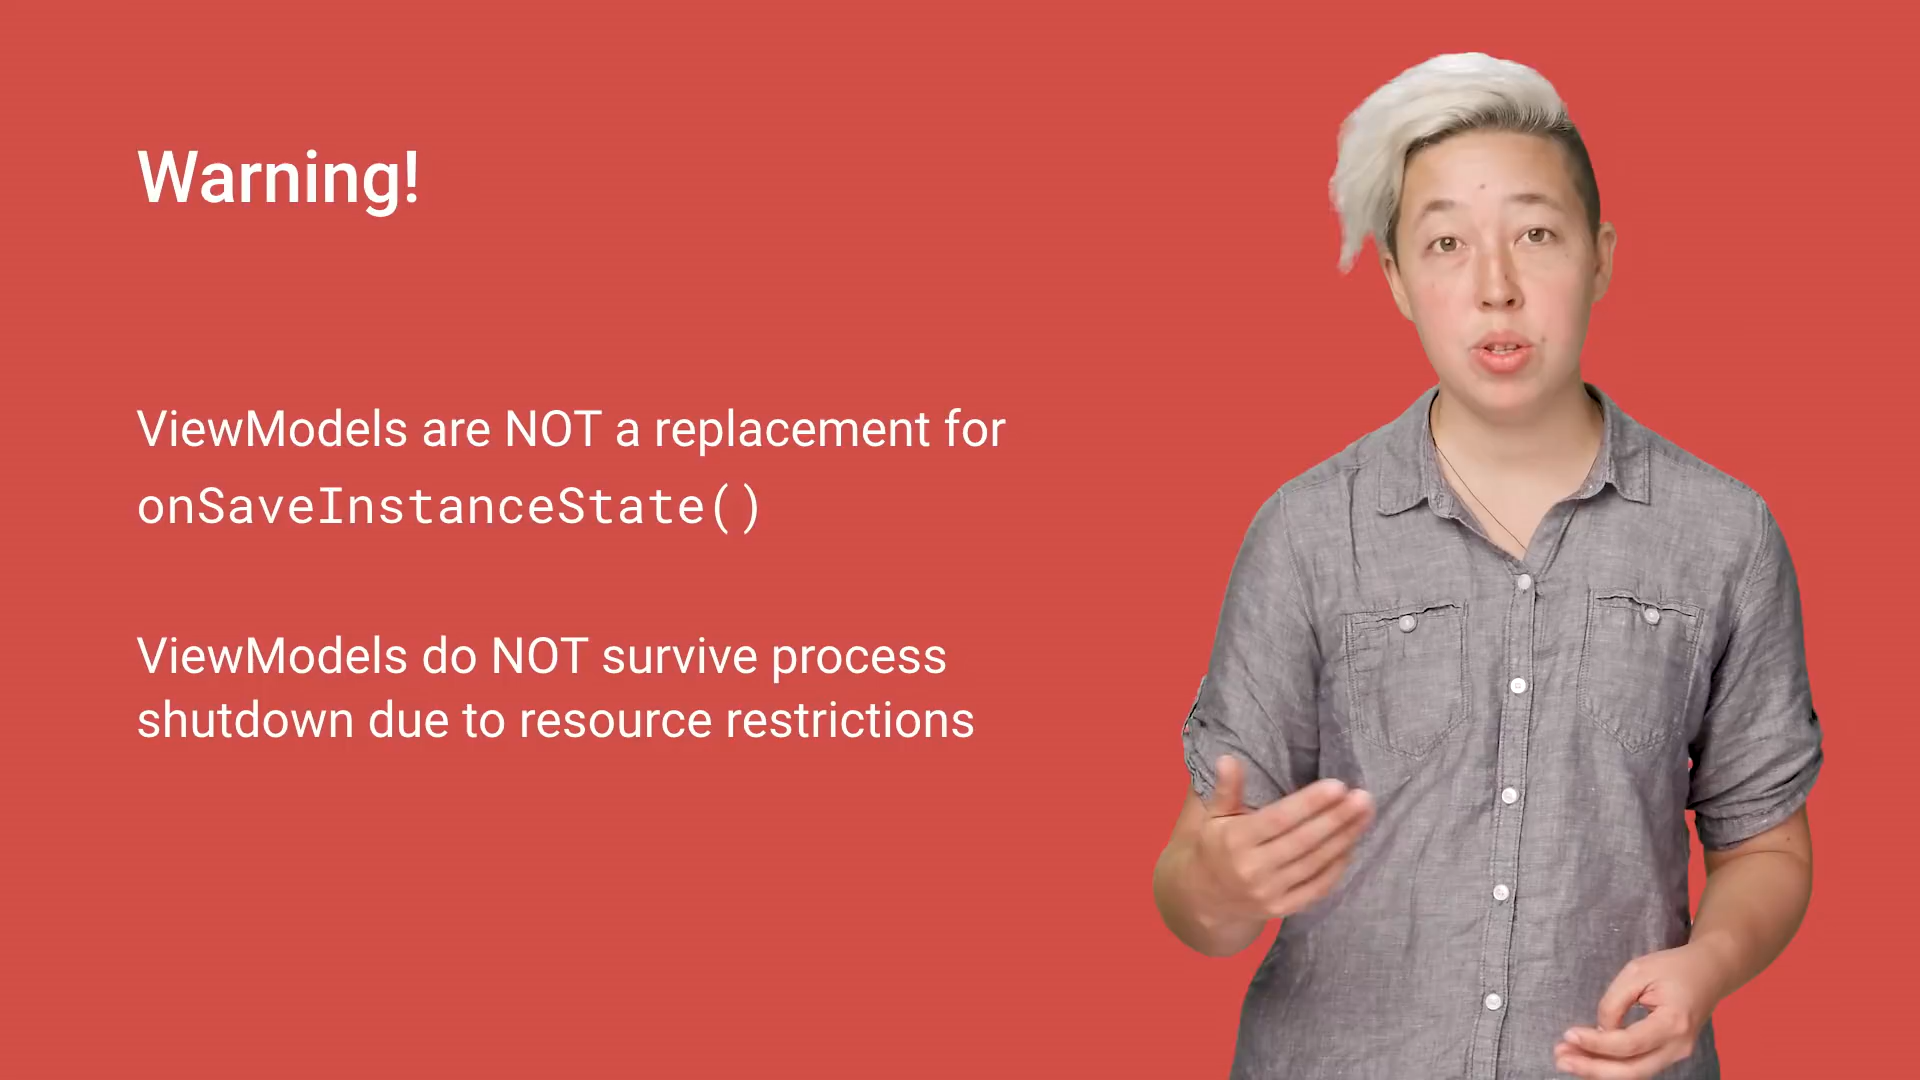 Warning!
ViewModels are NOT a replacement for
onSaveInstanceState()
ViewModels do NOT survive process
shutdown due to resource restrictions